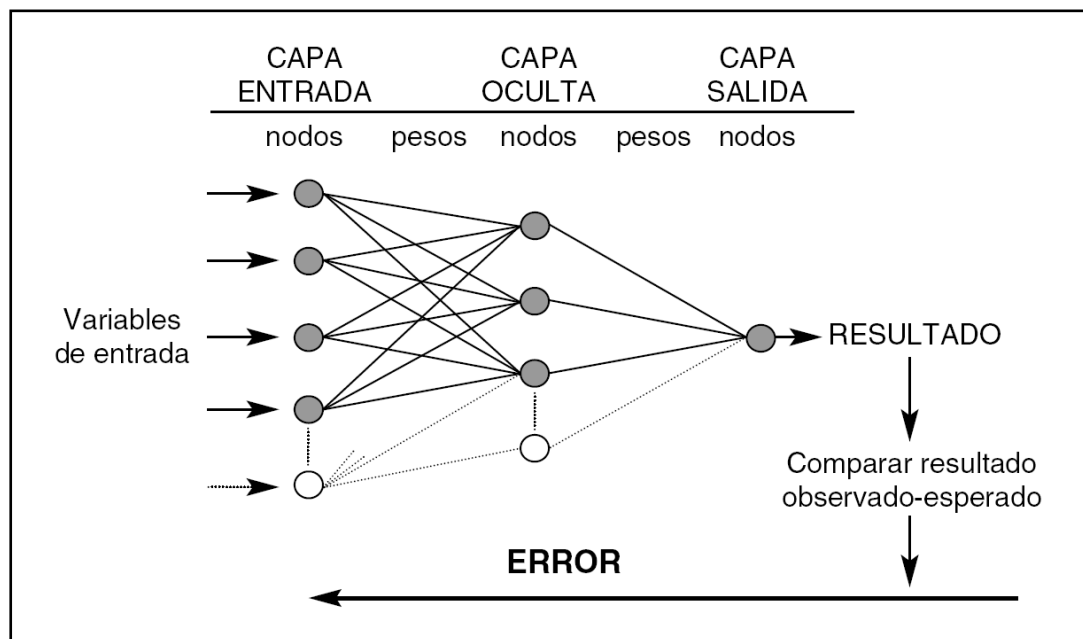 CAPA CAPA CAPA
ENTRADA OCULTA SALIDA
nodos pesos nodos pesos nodos
Variables
de entrada
RESULTADO
Comparar resultado
observado-esperado
ERROR